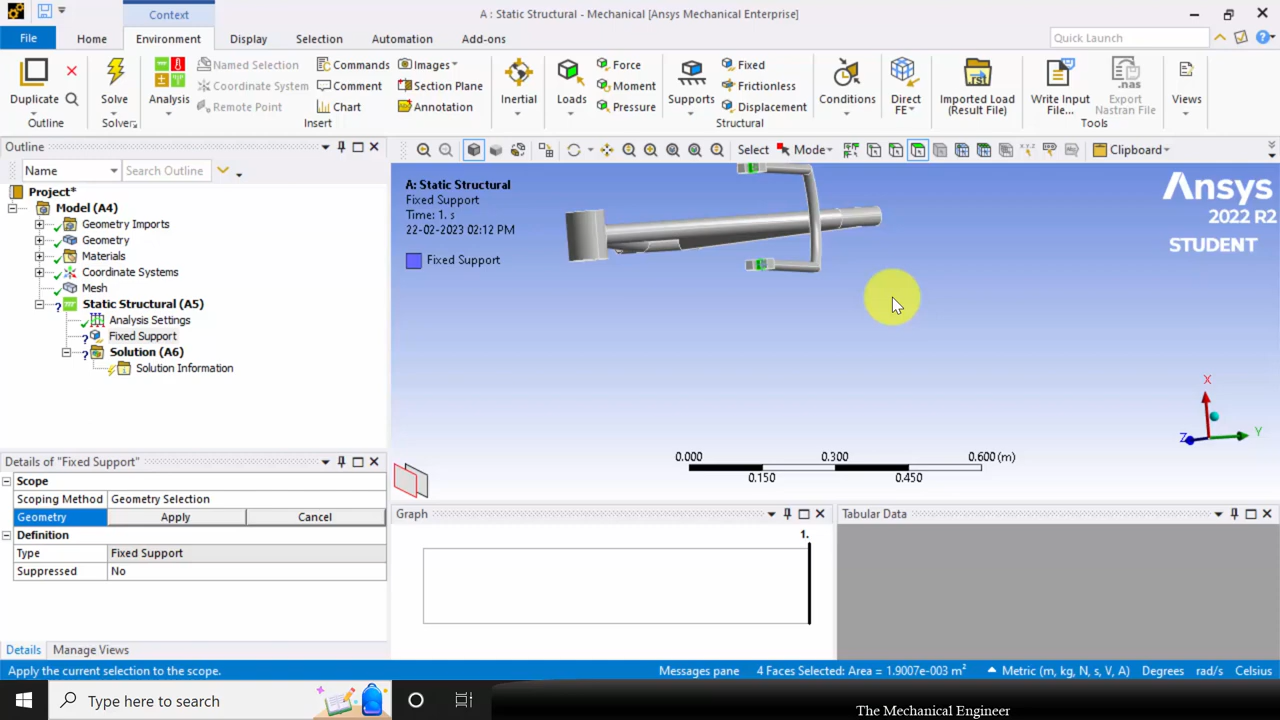 Context
A : Static Structural - Mechanical [Ansys Mechanical Enterprise]
File
Home
Environment
Display
Selection
Automation
Add-ons
Quick Launch
Duplicate
Outline
Solve
Solver
Analysis
Named Selection
Coordinate System
Remote Point
Commands
Comment
Chart
Images
Section Plane
Annotation
Insert
Inertial
Loads
Force
Moment
Pressure
Supports
Fixed
Frictionless
Displacement
Structural
Conditions
Direct
FE
Imported Load
(Result File)
Write Input
File...
Export
Nastran File
Tools
Views
Outline
Select
Mode
Clipboard
Name
Search Outline
Project*
Model (A4)
Geometry Imports
Geometry
Materials
Coordinate Systems
Mesh
Static Structural (A5)
Analysis Settings
Fixed Support
Solution (A6)
Solution Information
A: Static Structural
Fixed Support
Time: 1. s
22-02-2023 02:12 PM
Fixed Support
Ansys
2022 R2
STUDENT
X
Y
Z
0.000
0.300
0.600 (m)
0.150
0.450
Details of "Fixed Support"
Scope
Scoping Method
Geometry Selection
Geometry
Apply
Cancel
Definition
Type
Fixed Support
Suppressed
No
Graph
1.
Tabular Data
Details
Manage Views
Apply the current selection to the scope.
Messages pane
4 Faces Selected: Area = 1.9007e-003 m²
Metric (m, kg, N, s, V, A)
Degrees
rad/s
Celsius
Type here to search
The Mechanical Engineer